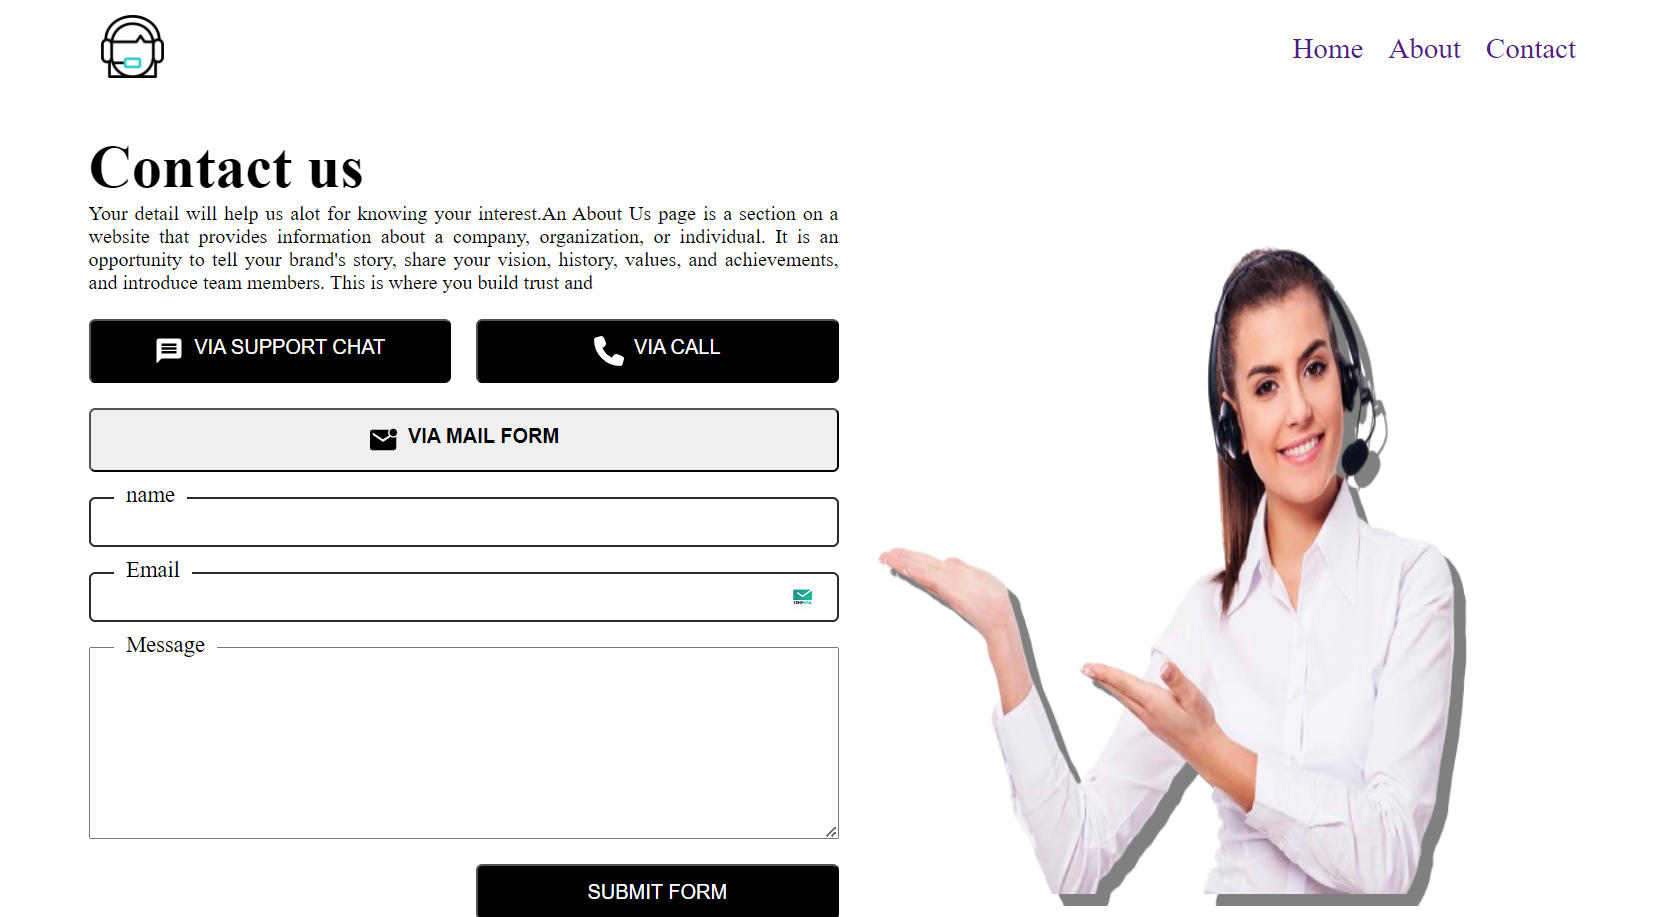 Home About Contact
Contact us
Your detail will help us alot for knowing your interest.An About Us page is a section on a
website that provides information about a company, organization, or individual. It is an
opportunity to tell your brand's story, share your vision, history, values, and achievements,
and introduce team members. This is where you build trust and
VIA SUPPORT CHAT
VIA CALL
VIA MAIL FORM
name
Email
Message
SUBMIT FORM